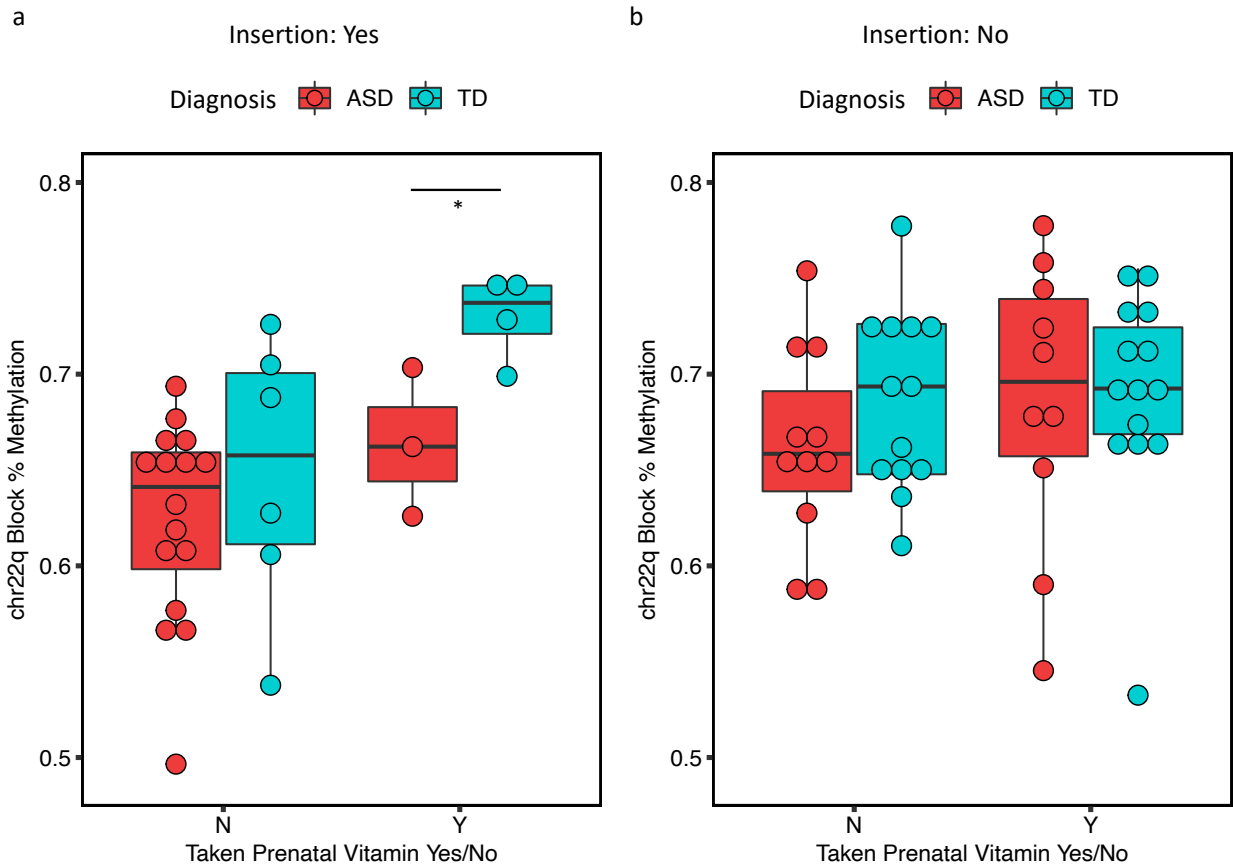 a
Insertion: Yes
Diagnosis ASD TD
chr22q Block % Methylation
0.8
0.7
0.6
0.5
*
N Y
Taken Prenatal Vitamin Yes/No
b
Insertion: No
Diagnosis ASD TD
chr22q Block % Methylation
0.8
0.7
0.6
0.5
N Y
Taken Prenatal Vitamin Yes/No